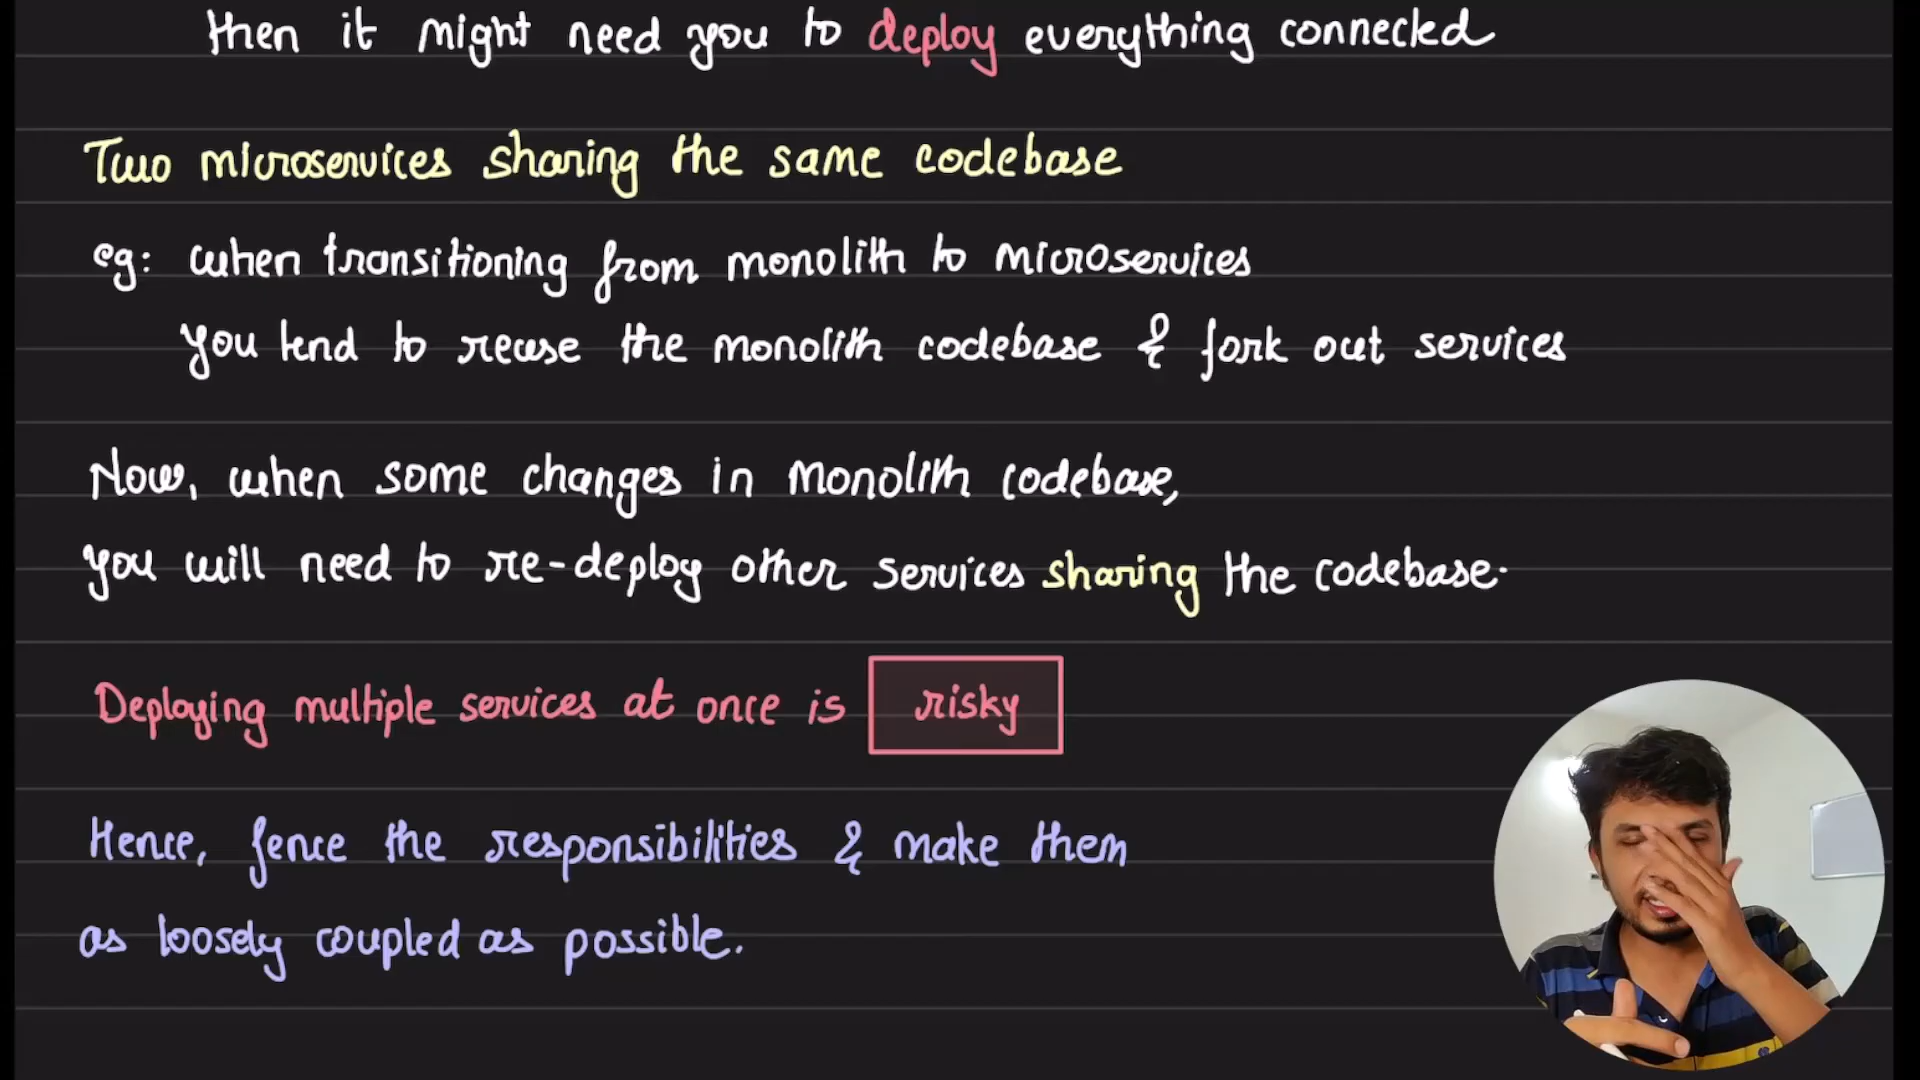 then it might need you to deploy everything connected
Two microservices sharing the same codebase
eg: when transitioning from monolith to microservices
you tend to reuse the monolith codebase & fork out services
Now, when some changes in monolith codebase,
you will need to re-deploy other services sharing the codebase.
Deploying multiple services at once is risky
Hence, fence the responsibilities & make them
as loosely coupled as possible.